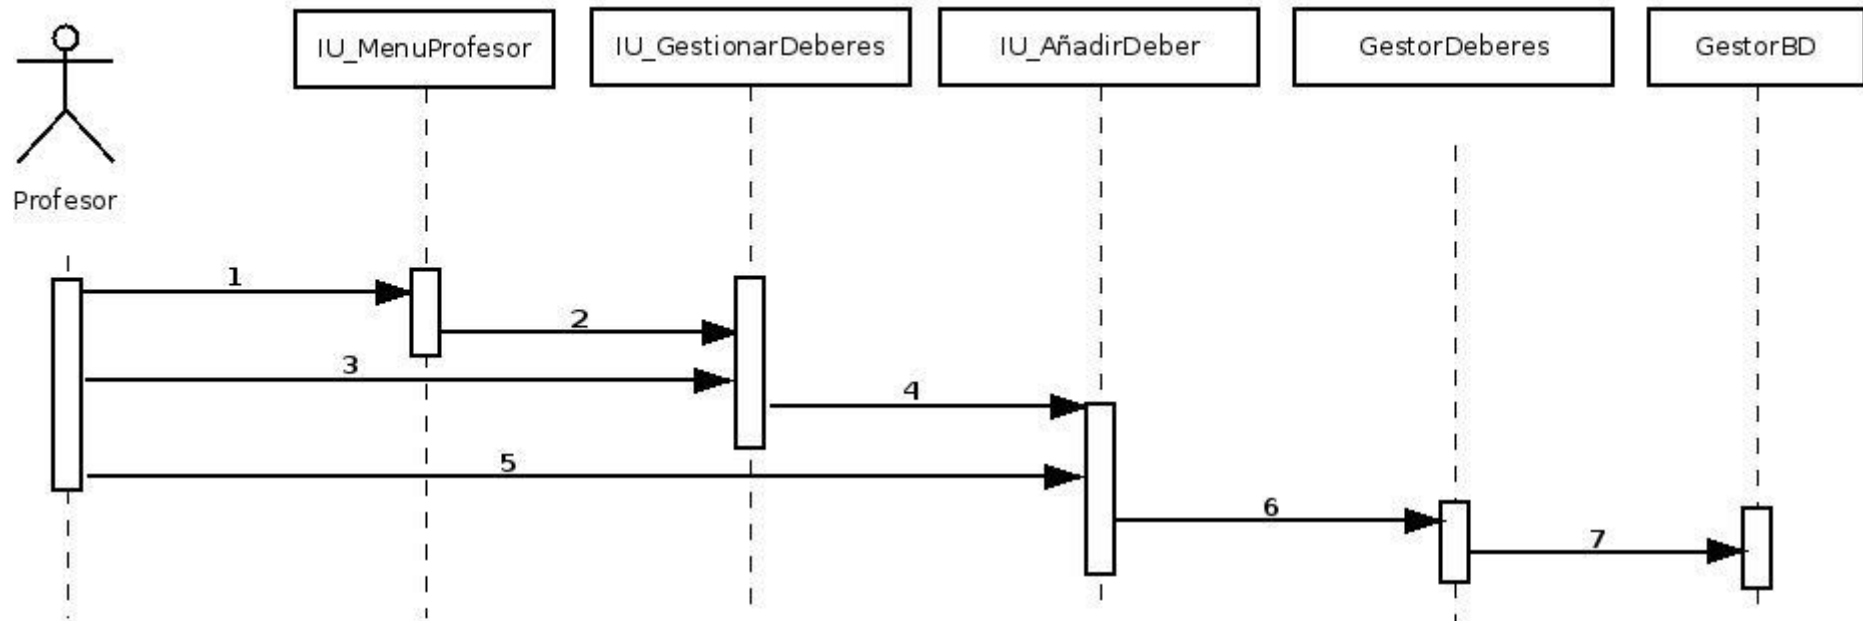 IU_MenuProfesor
IU_GestionarDeberes
IU_AñadirDeber
GestorDeberes
GestorBD
Profesor
1
2
3
4
5
6
7